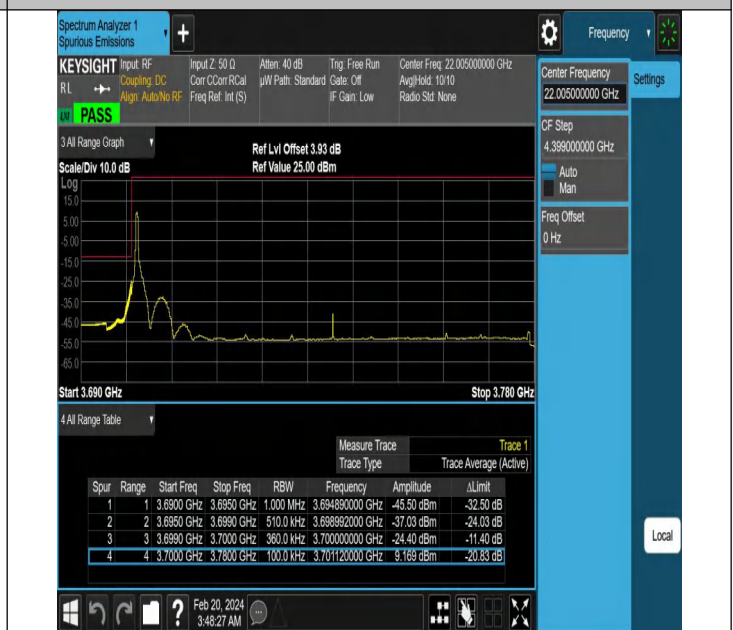 Spectrum Analyzer 1
Spurious Emissions
+
Frequency
KEYSIGHT
RL
LXI
PASS
Input: RF
Coupling: DC
Align: Auto/No RF
Input Z: 50 Ω
Corr CCorr RCal
Freq Ref: Int (S)
Atten: 40 dB
µW Path: Standard
Trig: Free Run
Gate: Off
IF Gain: Low
Center Freq: 22.005000000 GHz
Avg|Hold: 10/10
Radio Std: None
Center Frequency
22.005000000 GHz
Settings
CF Step
4.399000000 GHz
Auto
Man
Freq Offset
0 Hz
3 All Range Graph
Scale/Div 10.0 dB
Ref Lvl Offset 3.93 dB
Ref Value 25.00 dBm
Log
15.0
5.00
-5.00
-15.0
-25.0
-35.0
-45.0
-55.0
-65.0
Start 3.690 GHz
Stop 3.780 GHz
4 All Range Table
Measure Trace Trace 1
Trace Type Trace Average (Active)
Spur Range Start Freq Stop Freq RBW Frequency Amplitude ΔLimit
1 1 3.6900 GHz 3.6950 GHz 1.000 MHz 3.694890000 GHz -45.50 dBm -32.50 dB
2 2 3.6950 GHz 3.6990 GHz 510.0 kHz 3.698992000 GHz -37.03 dBm -24.03 dB
3 3 3.6990 GHz 3.7000 GHz 360.0 kHz 3.700000000 GHz -24.40 dBm -11.40 dB
4 4 3.7000 GHz 3.7800 GHz 100.0 kHz 3.701120000 GHz 9.169 dBm -20.83 dB
Local
?
Feb 20, 2024
3:48:27 AM